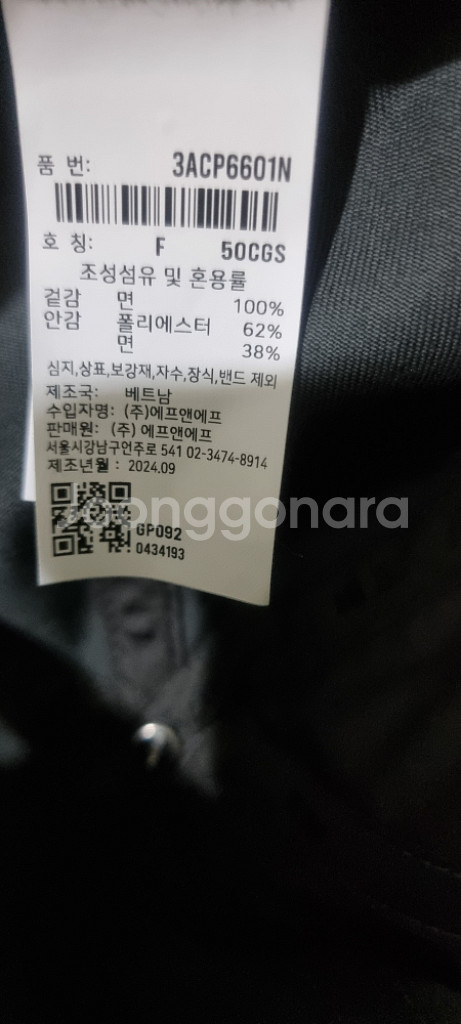 품 번: 3ACP6601N
호 칭: F 50CGS
조성섬유 및 혼용률
겉감 면 100%
안감 폴리에스터 62%
면 38%
심지,상표,보강재,자수,장식,밴드 제외
제조국: 베트남
수입자명: (주)에프앤에프
판매원: (주) 에프앤에프
서울시강남구언주로 541 02-3474-8914
제조년월 : 2024.09
joonggonara
GP092
0434193